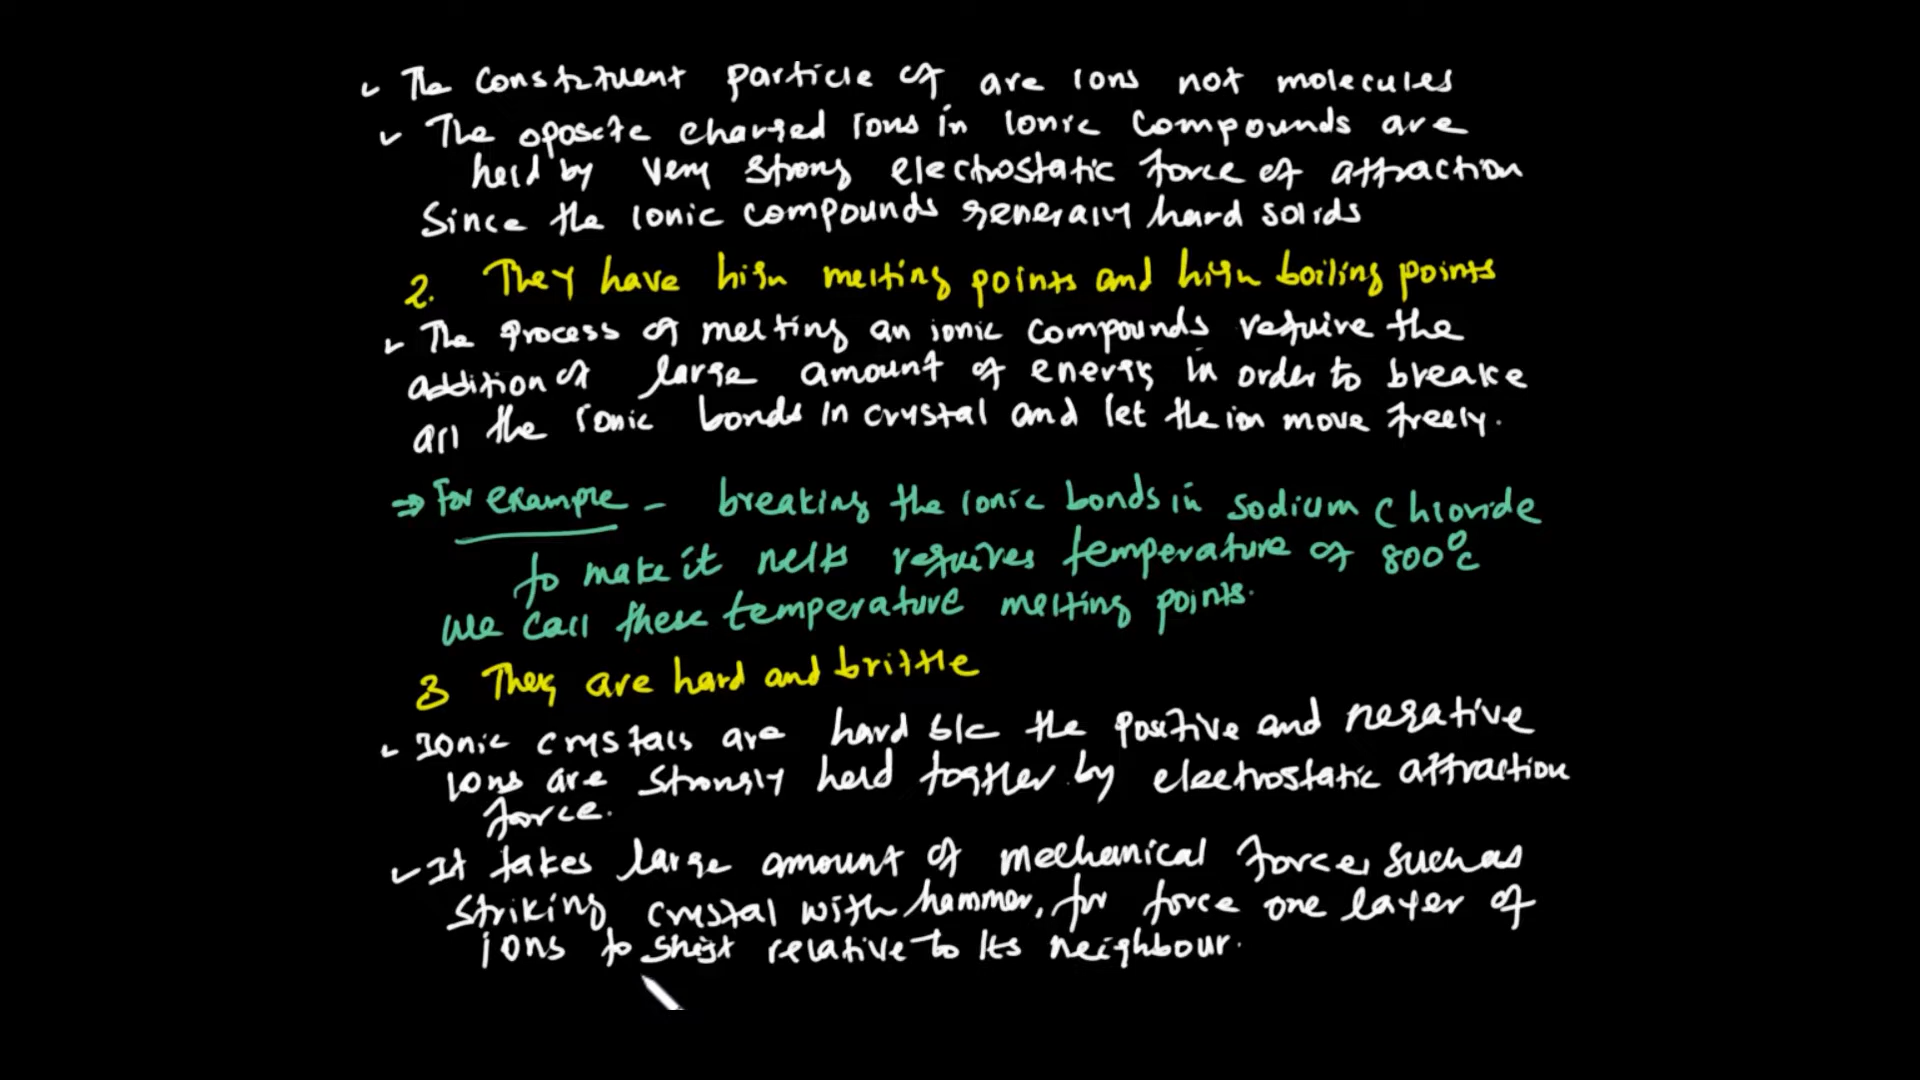 The constituent particle of are ions not molecules
The oposite charged ions in ionic compounds are
held by very strong electrostatic force of attraction
Since the ionic compounds generally hard solids
2. They have high melting points and high boiling points
The process of melting an ionic compounds require the
addition of large amount of energy in order to breake
all the ionic bonds in crystal and let the ion move freely.
⇒ For example - breaking the ionic bonds in sodium chloride
to make it melts requires temperature of 800°c
we call these temperature melting points.
3 They are hard and brittle
Ionic crystals are hard b/c the positive and negative
ions are strongly held togther by electrostatic attraction
force.
It takes large amount of mechanical force, such as
striking crystal with hammer, for force one layer of
ions to shift relative to its neighbour.